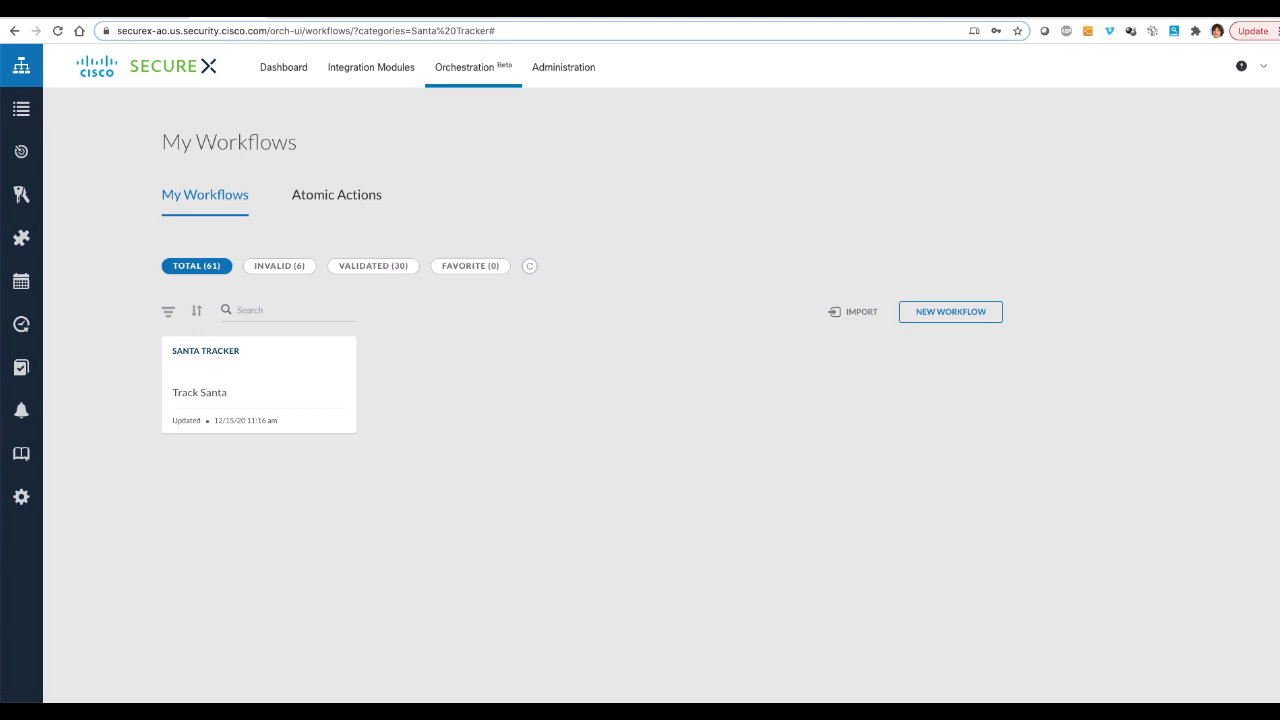 securex-ao.us.security.cisco.com/orch-ui/workflows/?categories=Santa%20Tracker#
Update
CISCO SECURE X
Dashboard
Integration Modules
Orchestration Beta
Administration
My Workflows
My Workflows
Atomic Actions
TOTAL (61)
INVALID (6)
VALIDATED (30)
FAVORITE (0)
Search
IMPORT
NEW WORKFLOW
SANTA TRACKER
Track Santa
Updated • 12/15/20 11:16 am